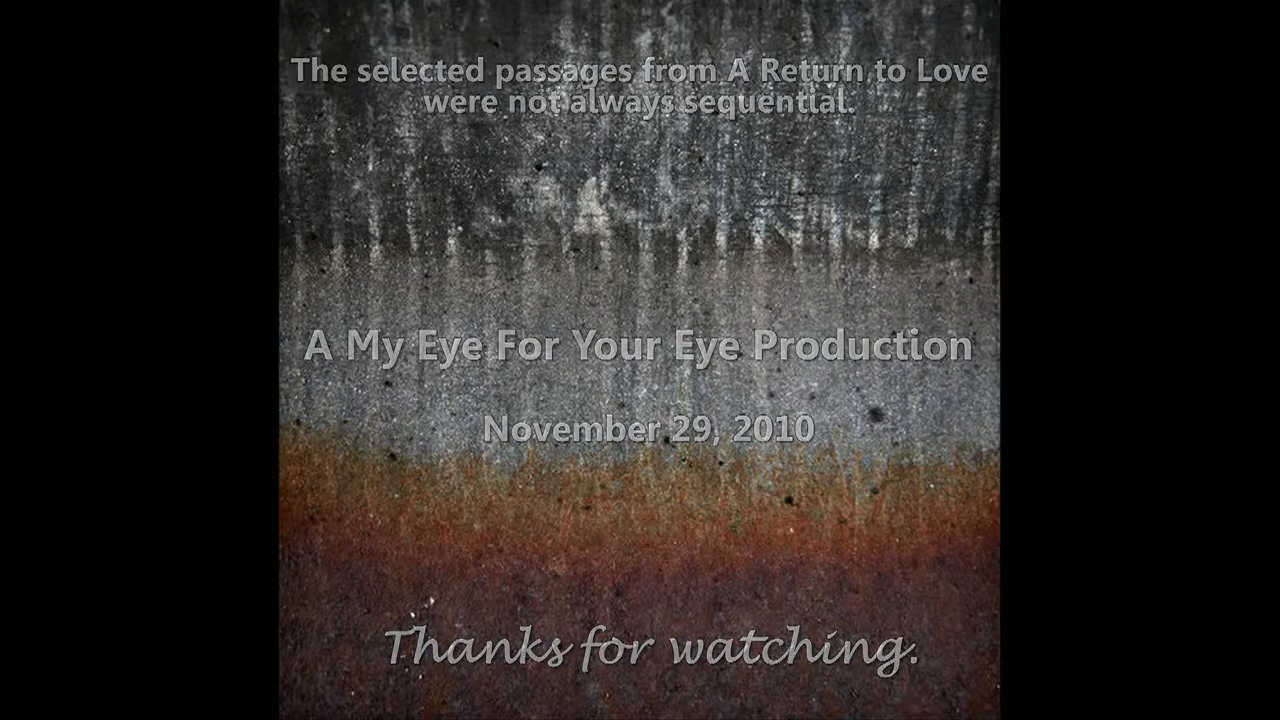 The selected passages from A Return to Love
were not always sequential.
A My Eye For Your Eye Production
November 29, 2010
Thanks for watching.